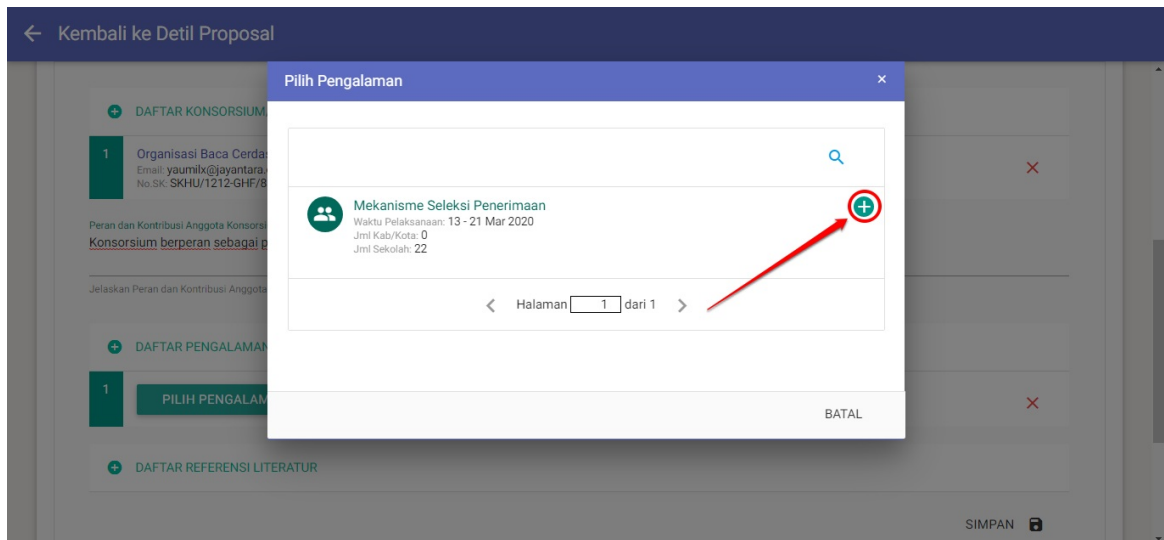 Kembali ke Detil Proposal
Pilih Pengalaman
×
DAFTAR KONSORSIUM
1
Organisasi Baca Cerdas
Email: yaumilx@jayantara.
No.SK: SKHU/1212-GHF/8
Mekanisme Seleksi Penerimaan
Waktu Pelaksanaan: 13 - 21 Mar 2020
Jml Kab/Kota: 0
Jml Sekolah: 22
Peran dan Kontribusi Anggota Konsorsi
Konsorsium berperan sebagai p
Jelaskan Peran dan Kontribusi Anggota
Halaman 1 dari 1
DAFTAR PENGALAMAN
1
PILIH PENGALAM
BATAL
DAFTAR REFERENSI LITERATUR
SIMPAN